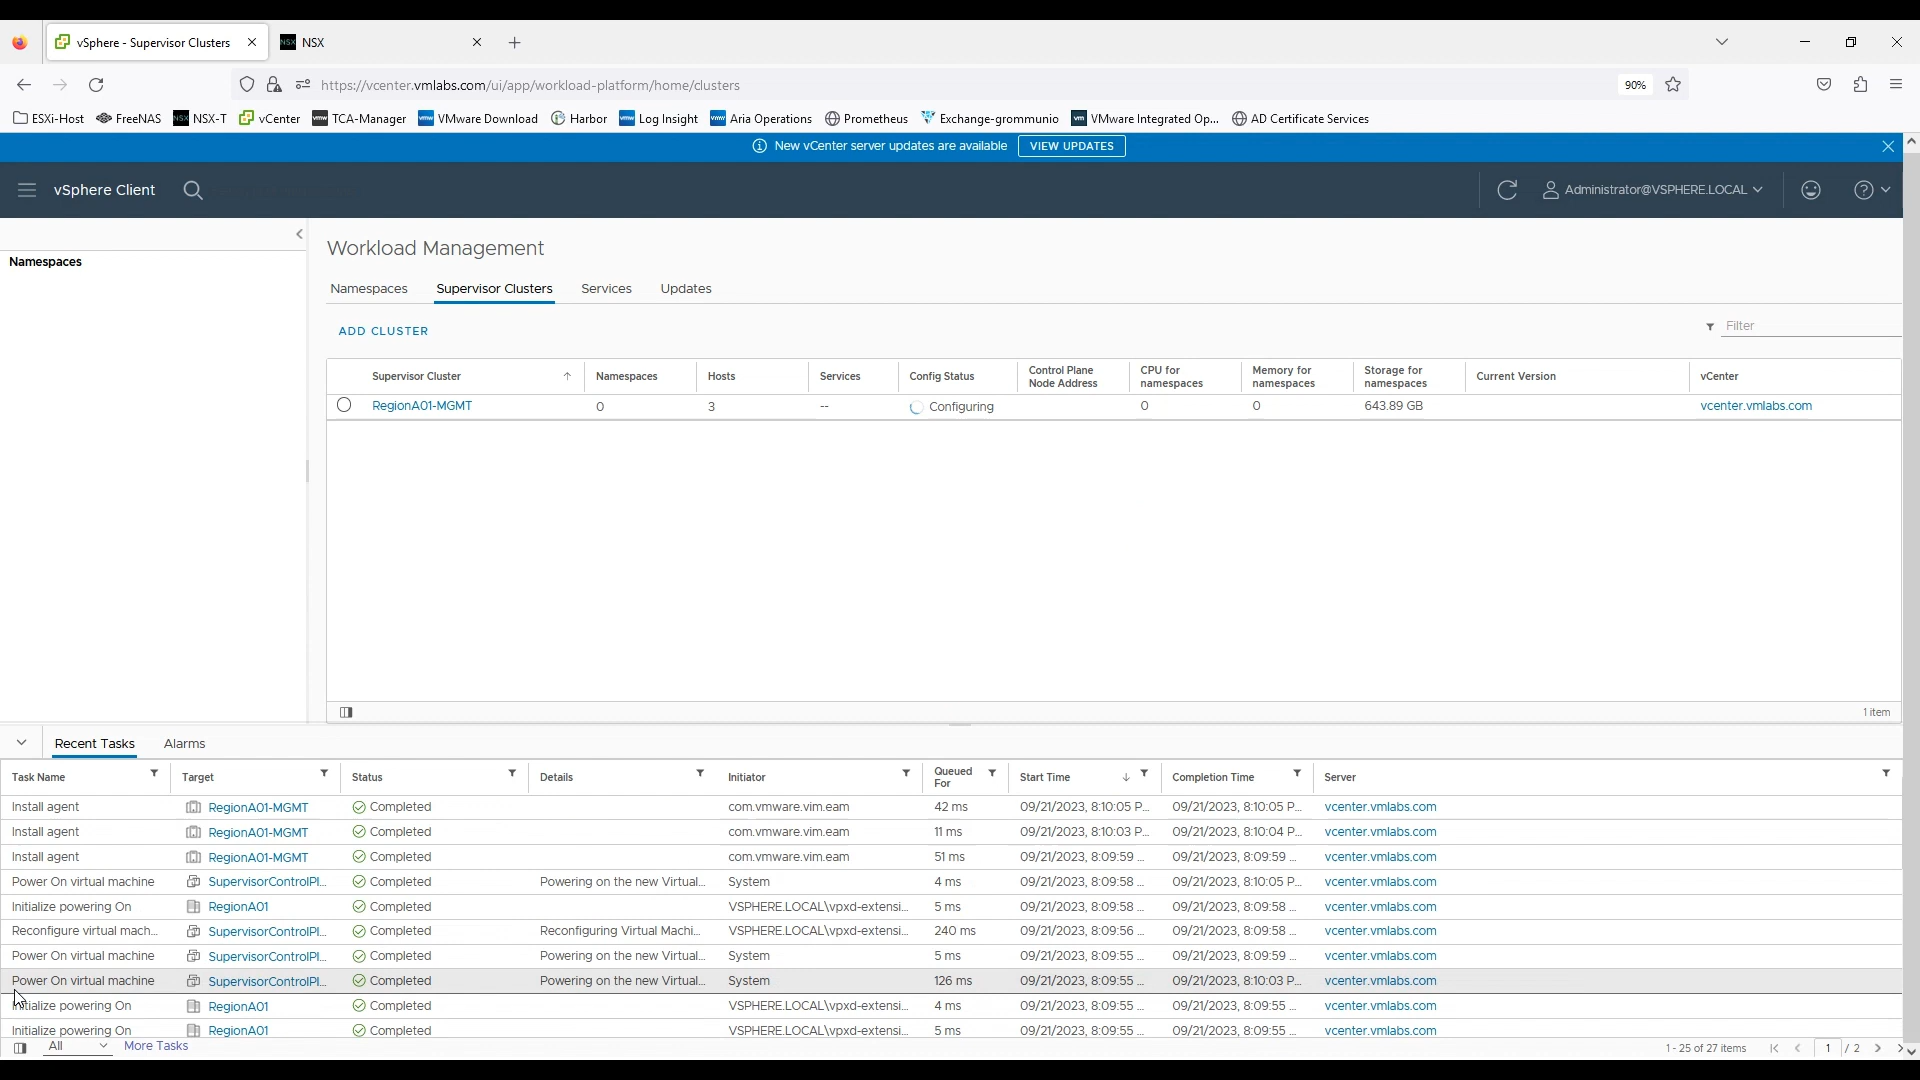 vSphere - Supervisor Clusters
NSX NSX
https://vcenter.vmlabs.com/ui/app/workload-platform/home/clusters
90%
ESXi-Host FreeNAS NSX NSX-T vCenter vmw TCA-Manager vmw VMware Download Harbor vmw Log Insight vmw Aria Operations Prometheus Exchange-grommunio vm VMware Integrated Op... AD Certificate Services
New vCenter server updates are available VIEW UPDATES
vSphere Client
Administrator@VSPHERE.LOCAL
Namespaces
Workload Management
Namespaces Supervisor Clusters Services Updates
ADD CLUSTER
Filter
Supervisor Cluster Namespaces Hosts Services Config Status Control Plane Node Address CPU for namespaces Memory for namespaces Storage for namespaces Current Version vCenter
RegionA01-MGMT 0 3 -- Configuring 0 0 643.89 GB vcenter.vmlabs.com
1 item
Recent Tasks Alarms
Task Name Target Status Details Initiator Queued For Start Time Completion Time Server
Install agent RegionA01-MGMT Completed com.vmware.vim.eam 42 ms 09/21/2023, 8:10:05 P... 09/21/2023, 8:10:05 P... vcenter.vmlabs.com
Install agent RegionA01-MGMT Completed com.vmware.vim.eam 11 ms 09/21/2023, 8:10:03 P... 09/21/2023, 8:10:04 P... vcenter.vmlabs.com
Install agent RegionA01-MGMT Completed com.vmware.vim.eam 51 ms 09/21/2023, 8:09:59 ... 09/21/2023, 8:09:59 ... vcenter.vmlabs.com
Power On virtual machine SupervisorControlPl... Completed Powering on the new Virtual... System 4 ms 09/21/2023, 8:09:58 ... 09/21/2023, 8:10:05 P... vcenter.vmlabs.com
Initialize powering On RegionA01 Completed VSPHERE.LOCAL\vpxd-extensi... 5 ms 09/21/2023, 8:09:58 ... 09/21/2023, 8:09:58 ... vcenter.vmlabs.com
Reconfigure virtual mach... SupervisorControlPl... Completed Reconfiguring Virtual Machi... VSPHERE.LOCAL\vpxd-extensi... 240 ms 09/21/2023, 8:09:56 ... 09/21/2023, 8:09:58 ... vcenter.vmlabs.com
Power On virtual machine SupervisorControlPl... Completed Powering on the new Virtual... System 5 ms 09/21/2023, 8:09:55 ... 09/21/2023, 8:09:59 ... vcenter.vmlabs.com
Power On virtual machine SupervisorControlPl... Completed Powering on the new Virtual... System 126 ms 09/21/2023, 8:09:55 ... 09/21/2023, 8:10:03 P... vcenter.vmlabs.com
Initialize powering On RegionA01 Completed VSPHERE.LOCAL\vpxd-extensi... 4 ms 09/21/2023, 8:09:55 ... 09/21/2023, 8:09:55 ... vcenter.vmlabs.com
Initialize powering On RegionA01 Completed VSPHERE.LOCAL\vpxd-extensi... 5 ms 09/21/2023, 8:09:55 ... 09/21/2023, 8:09:55 ... vcenter.vmlabs.com
All More Tasks 1 - 25 of 27 items 1 / 2